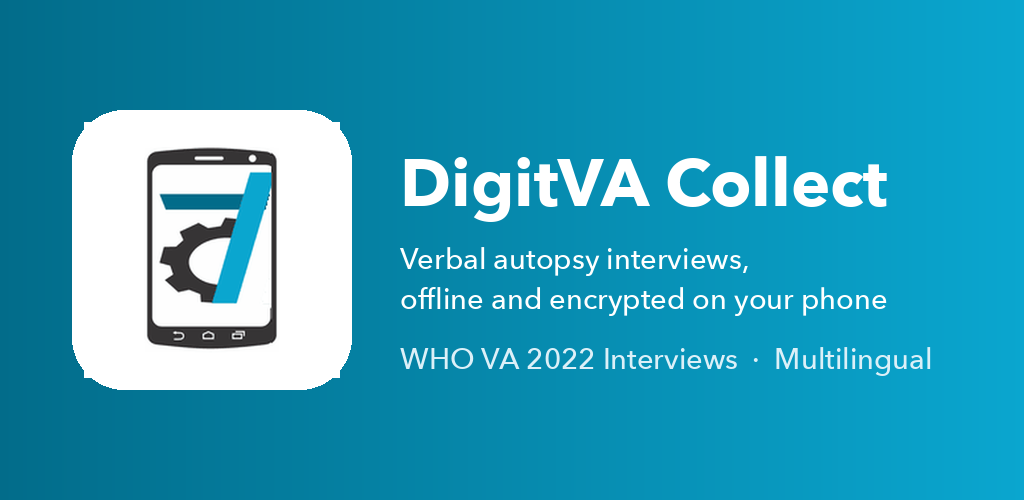 DigitVA Collect
Verbal autopsy interviews,
offline and encrypted on your phone
WHO VA 2022 Interviews · Multilingual